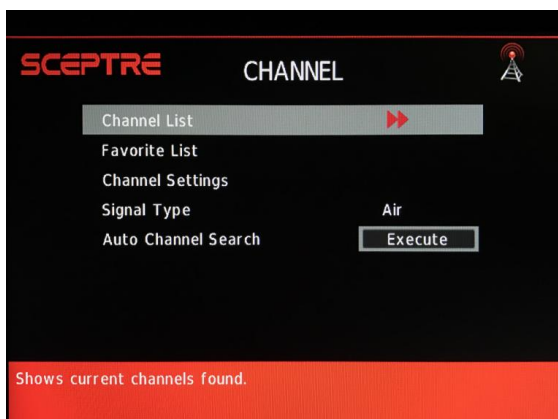 SCEPTRE
CHANNEL
Channel List
Favorite List
Channel Settings
Signal Type Air
Auto Channel Search Execute
Shows current channels found.